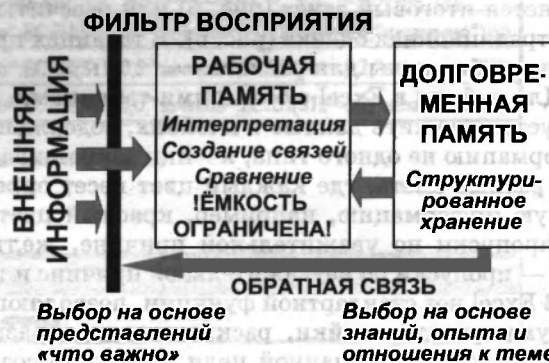 ФИЛЬТР ВОСПРИЯТИЯ
ВНЕШНЯЯ
ИНФОРМАЦИЯ
РАБОЧАЯ
ПАМЯТЬ
Интерпретация
Создание связей
Сравнение
!ЁМКОСТЬ
ОГРАНИЧЕНА!
ДОЛГОВРЕ-
МЕННАЯ
ПАМЯТЬ
Структури-
рованное
хранение
ОБРАТНАЯ СВЯЗЬ
Выбор на основе
представлений
«что важно»
Выбор на основе
знаний, опыта и
отношения к теме